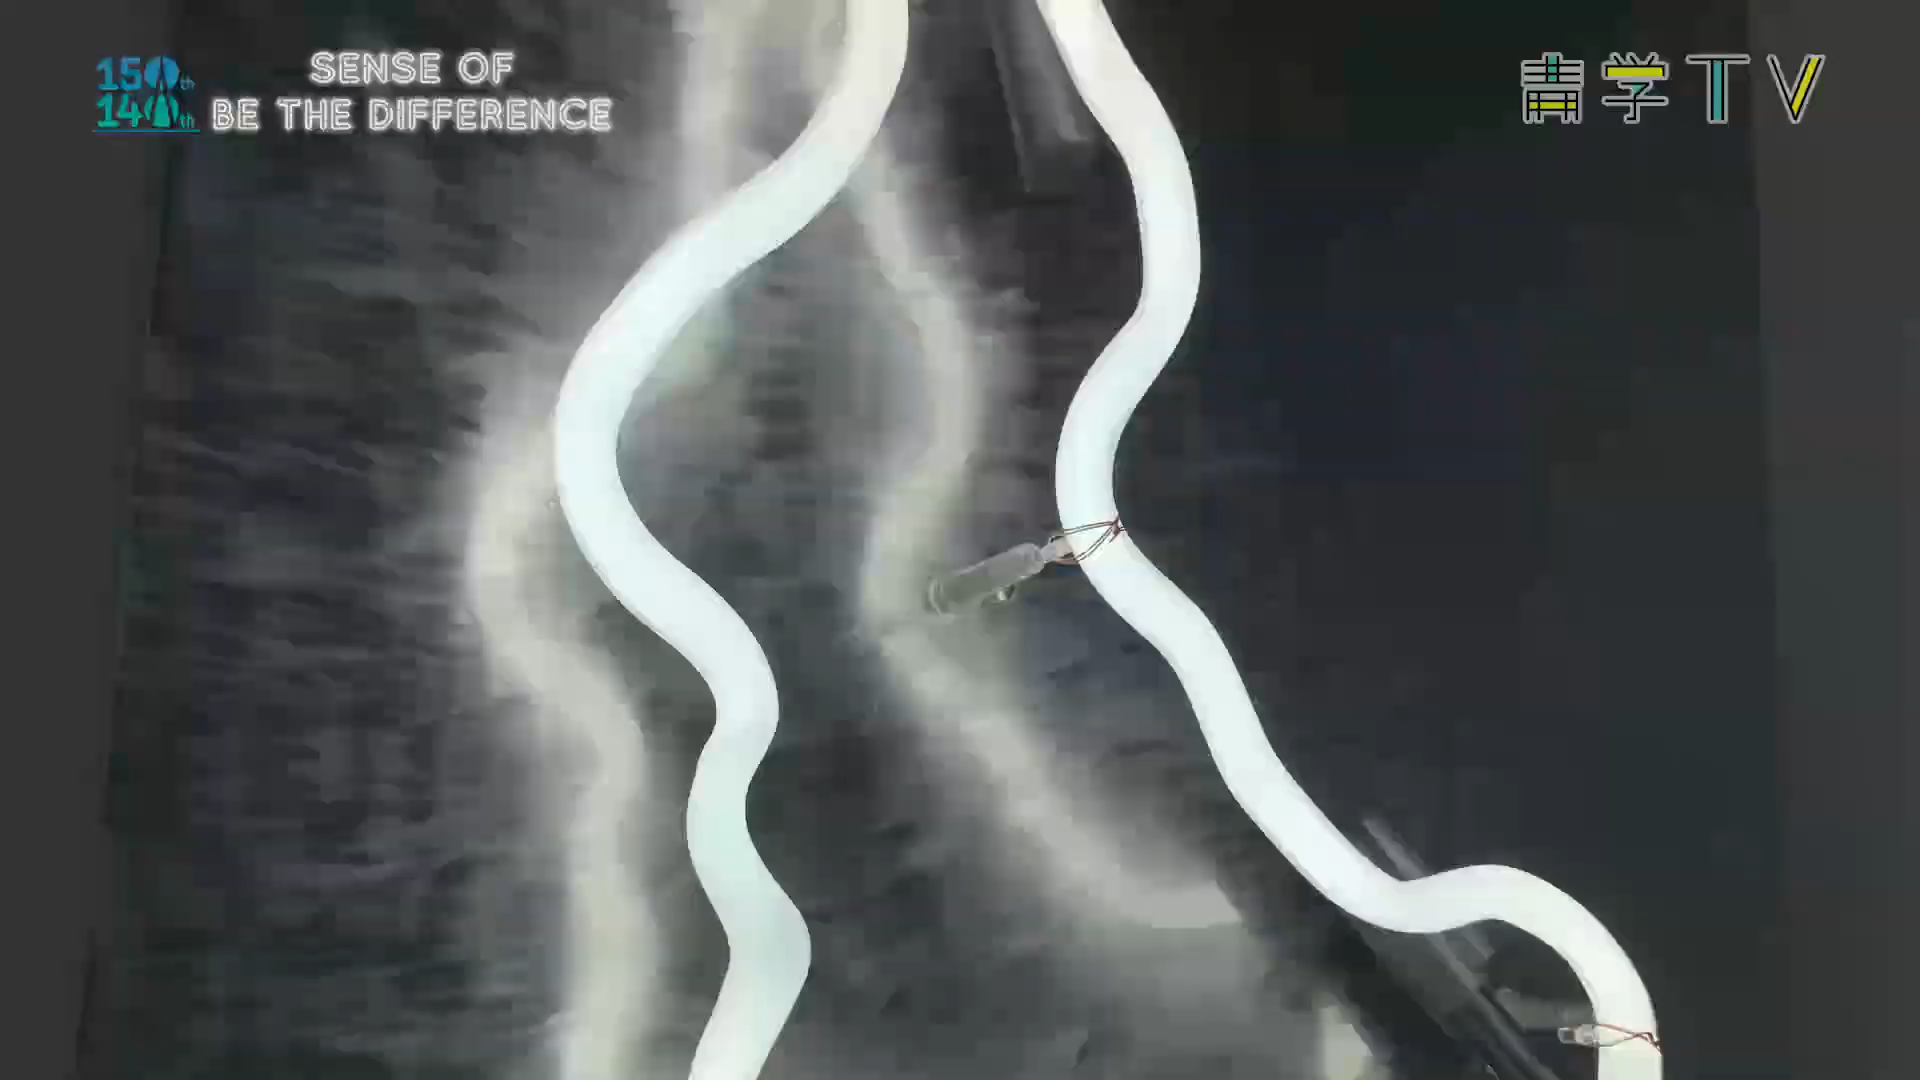 150th
140th
SENSE OF
BE THE DIFFERENCE
青学TV